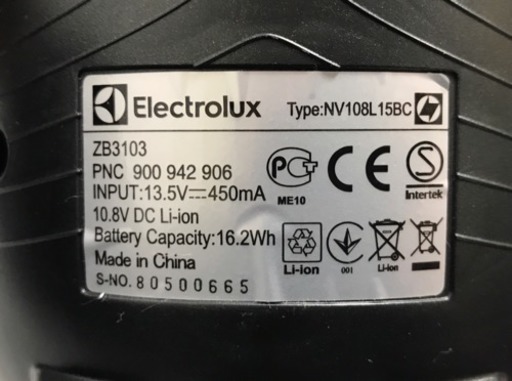 Electrolux Type:NV108L15BC
ZB3103
PNC 900 942 906
INPUT:13.5V⎓450mA
ME10
Intertek
10.8V DC Li-ion
Battery Capacity:16.2Wh
Made in China
Li-ion 001 Li-ion
S-NO. 80500665